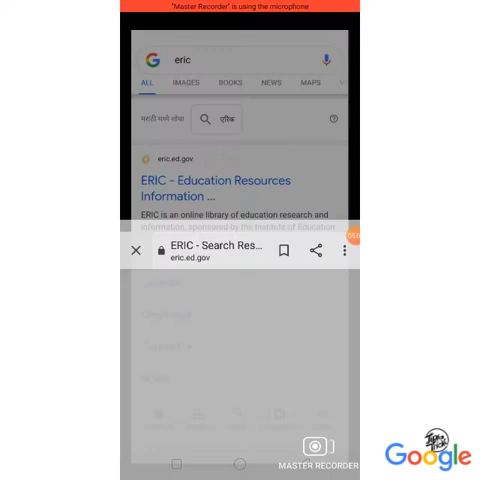 "Master Recorder" is using the microphone
eric
ALL IMAGES BOOKS NEWS MAPS
मराठी मध्ये शोधा
एरिक
eric.ed.gov
ERIC - Education Resources
Information ...
ERIC is an online library of education research and
information, sponsored by the Institute of Education
ERIC - Search Res...
eric.ed.gov
MASTER RECORDER
Tips Trick
Google